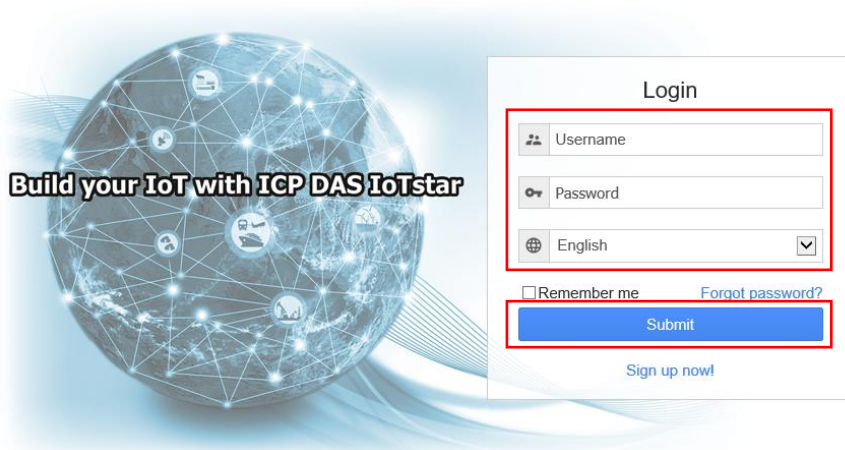 Build your IoT with ICP DAS IoTstar
Login
Username
Password
English
Remember me
Forgot password?
Submit
Sign up now!